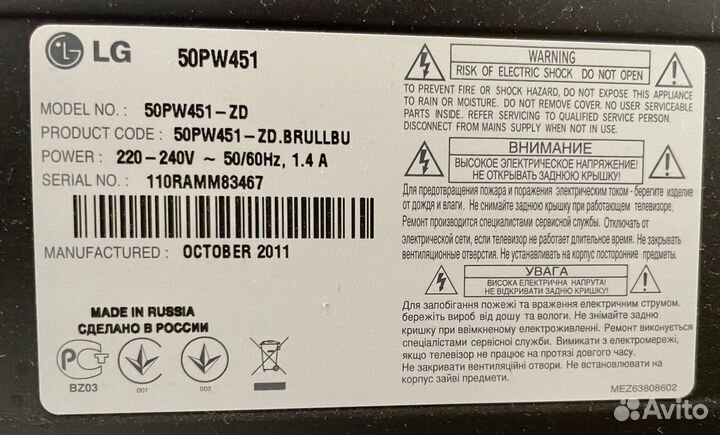 LG 50PW451
MODEL NO. : 50PW451-ZD
PRODUCT CODE : 50PW451-ZD.BRULLBU
POWER : 220-240V ~ 50/60Hz, 1.4 A
SERIAL NO. : 110RAMM83467
MANUFACTURED : OCTOBER 2011
MADE IN RUSSIA
СДЕЛАНО В РОССИИ
BZ03
001
003
WARNING
RISK OF ELECTRIC SHOCK DO NOT OPEN
TO PREVENT FIRE OR SHOCK HAZARD, DO NOT EXPOSE THIS APPLIANCE
TO RAIN OR MOISTURE. DO NOT REMOVE COVER. NO USER-SERVICEABLE
PARTS INSIDE. REFER SERVICING TO QUALIFIED SERVICE PERSONNEL.
DISCONNECT FROM MAINS SUPPLY WHEN NOT IN USE.
ВНИМАНИЕ
ВЫСОКОЕ ЭЛЕКТРИЧЕСКОЕ НАПРЯЖЕНИЕ!
НЕ ОТКРЫВАТЬ ЗАДНЮЮ КРЫШКУ!
Для предотвращения пожара и поражения электрическим током - берегите изделие
от дождя и влаги. Не снимайте заднюю крышку при работающем телевизоре.
Ремонт производится специалистами сервисной службы. Отключать от
электрической сети, если телевизор не работает длительное время. Не закрывать
вентиляционные отверстия. Не устанавливать на корпус посторонние предметы.
УВАГА
ВИСОКА ЕЛЕКТРИЧНА НАПРУГА!
НЕ ВІДКРИВАТИ ЗАДНЮ КРИШКУ!
Для запобігання пожежі та враження електричним струмом.
бережіть виріб від дошу та вологи. Не знімайте задню
кришку при ввімкненому електроживленні. Ремонт виконується
спеціалістами сервісної служби. Вимикати з електромережі,
якщо телевізор не працює на протязі довгого часу.
Не закривайте вентиляційні отвори. Не встановлювати на
корпус зайві предмети.
MEZ63808602
Avito